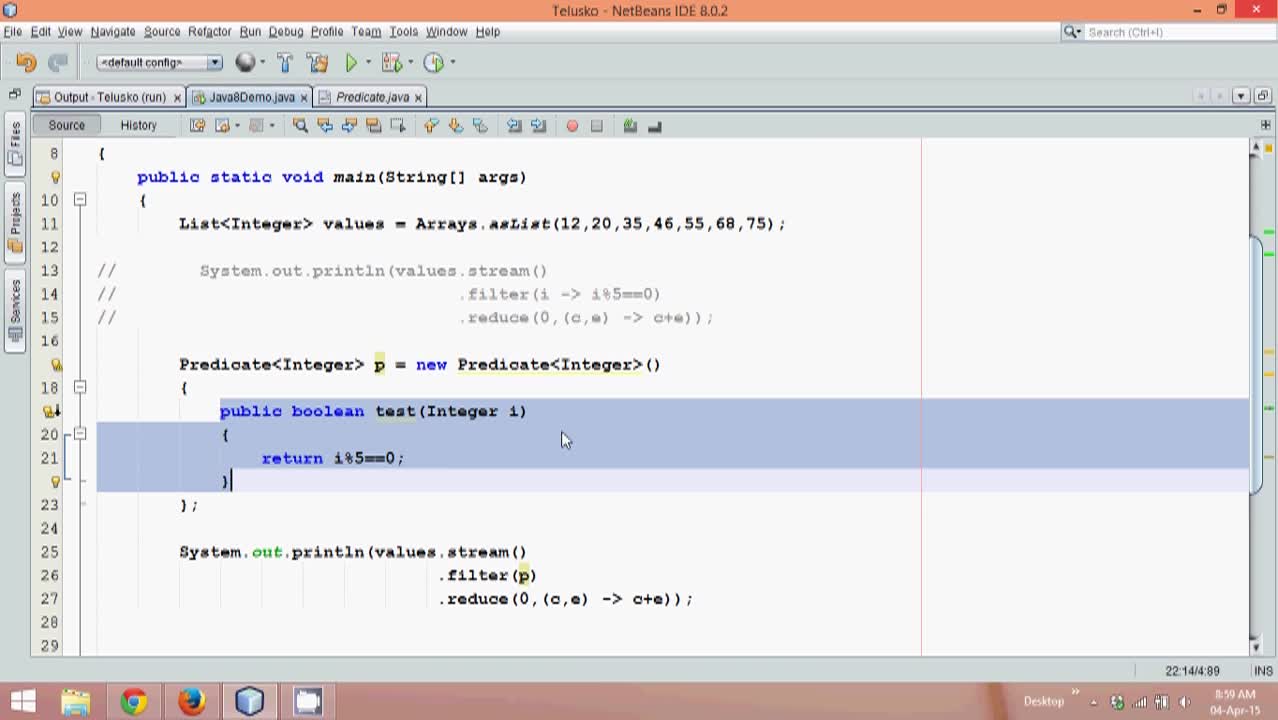 Telusko - NetBeans IDE 8.0.2
File Edit View Navigate Source Refactor Run Debug Profile Team Tools Window Help
Search (Ctrl+I)
<default config>
Output - Telusko (run) x Java8Demo.java x Predicate.java x
Source History
Files
Projects
Services
8 {
public static void main(String[] args)
10 {
11 List<Integer> values = Arrays.asList(12,20,35,46,55,68,75);
12
13 // System.out.println(values.stream()
14 // .filter(i -> i%5==0)
15 // .reduce(0,(c,e) -> c+e));
16
Predicate<Integer> p = new Predicate<Integer>()
18 {
public boolean test(Integer i)
20 {
21 return i%5==0;
}
23 };
24
25 System.out.println(values.stream()
26 .filter(p)
27 .reduce(0,(c,e) -> c+e));
28
29
22:14/4:89 INS
Desktop
8:59 AM
04-Apr-15